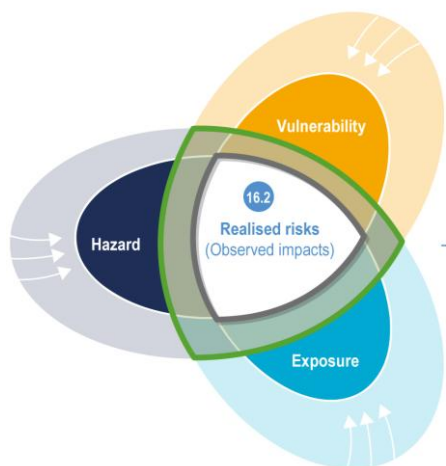 Vulnerability
16.2
Realised risks
(Observed impacts)
Hazard
Exposure